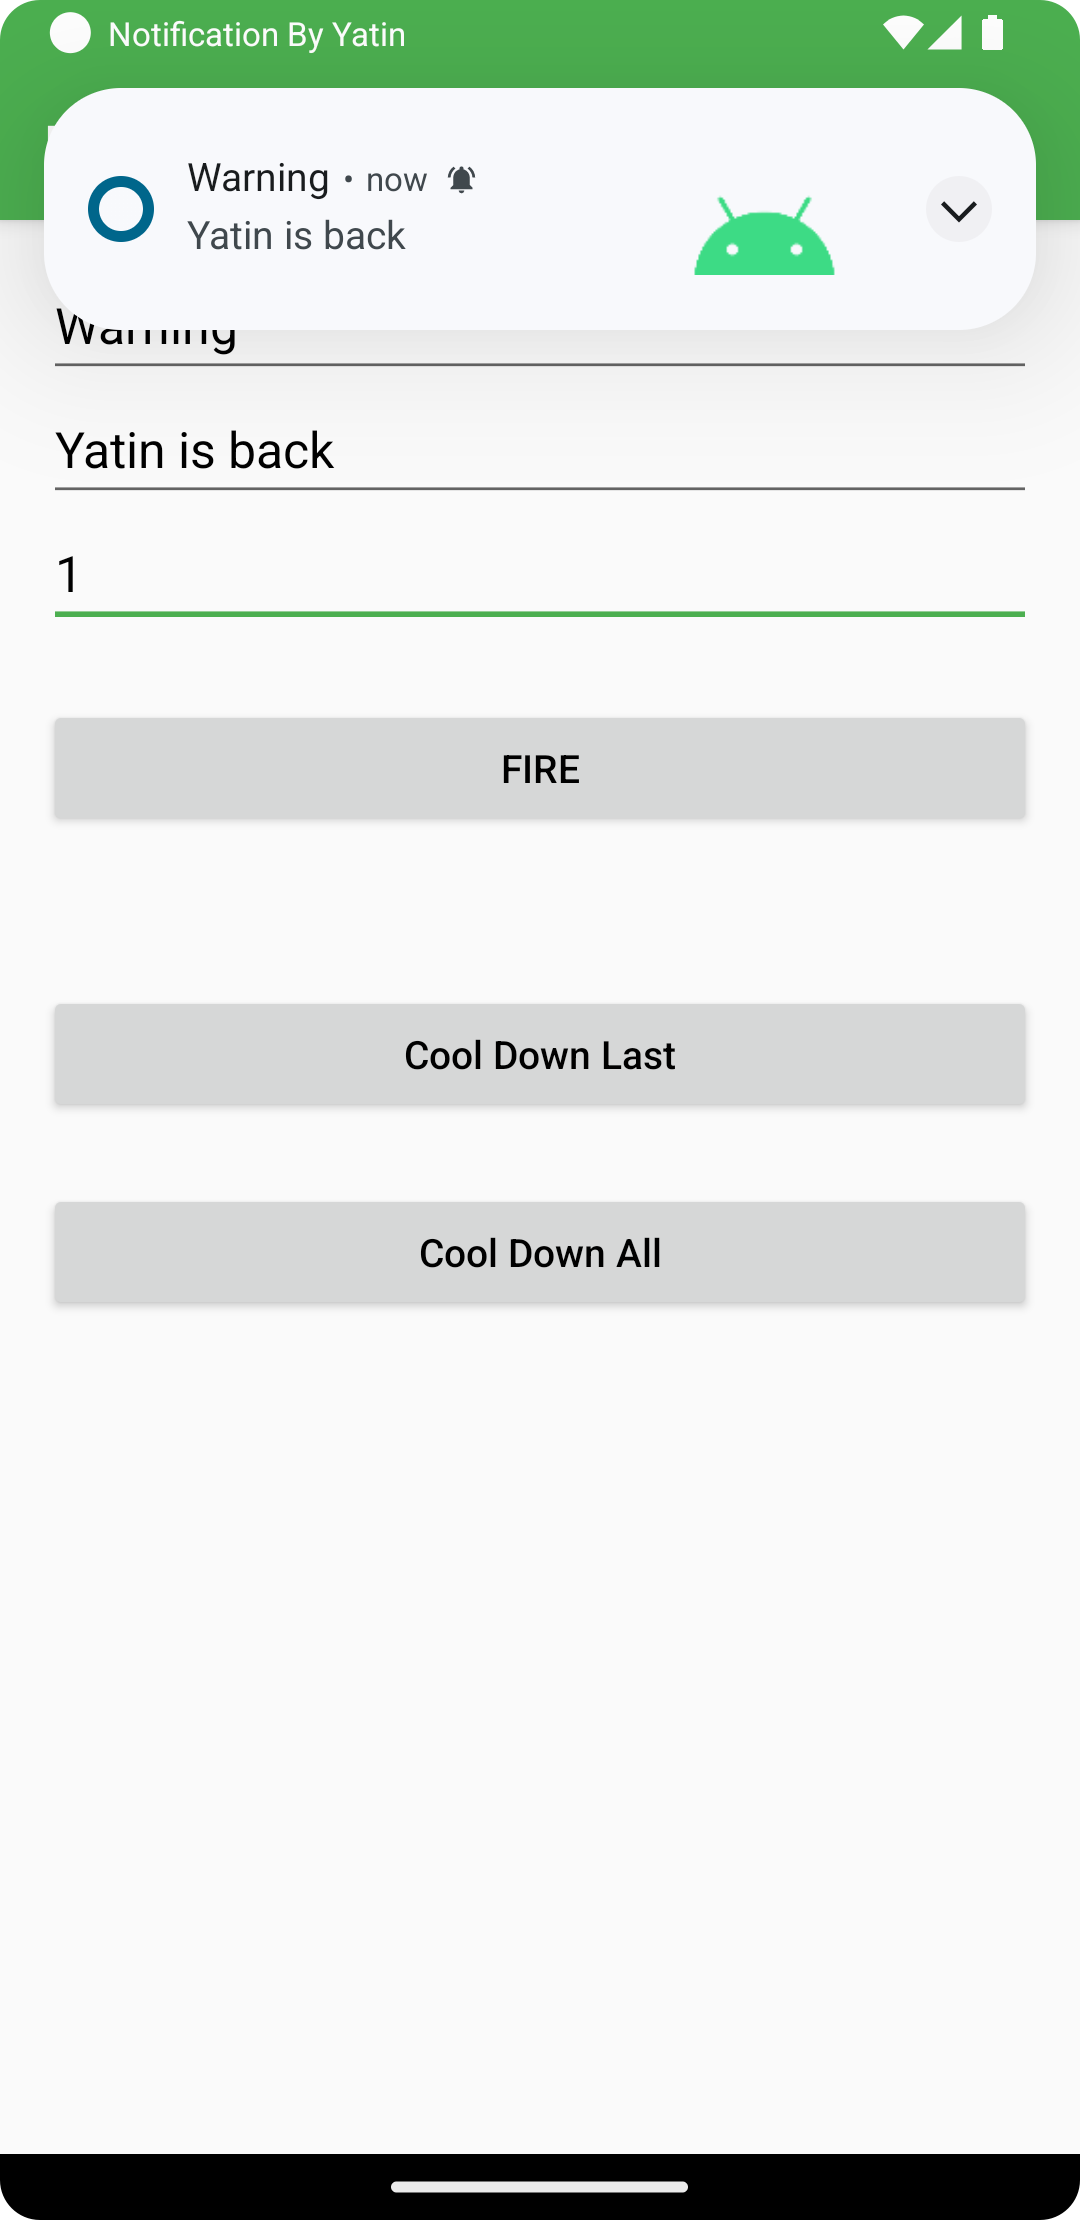 Notification By Yatin
Warning • now
Yatin is back
Warning
Yatin is back
1
FIRE
Cool Down Last
Cool Down All